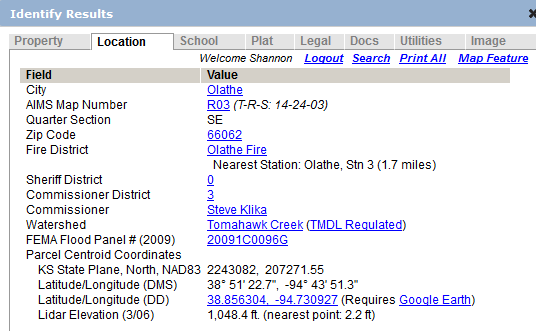 Identify Results
Property Location School Plat Legal Docs Utilities Image
Welcome Shannon Logout Search Print All Map Feature
Field Value
City Olathe
AIMS Map Number R03 (T-R-S: 14-24-03)
Quarter Section SE
Zip Code 66062
Fire District Olathe Fire
Nearest Station: Olathe, Stn 3 (1.7 miles)
Sheriff District 0
Commissioner District 3
Commissioner Steve Klika
Watershed Tomahawk Creek (TMDL Regulated)
FEMA Flood Panel # (2009) 20091C0096G
Parcel Centroid Coordinates
KS State Plane, North, NAD83 2243082, 207271.55
Latitude/Longitude (DMS) 38° 51' 22.7", -94° 43' 51.3"
Latitude/Longitude (DD) 38.856304, -94.730927 (Requires Google Earth)
Lidar Elevation (3/06) 1,048.4 ft. (nearest point: 2.2 ft)